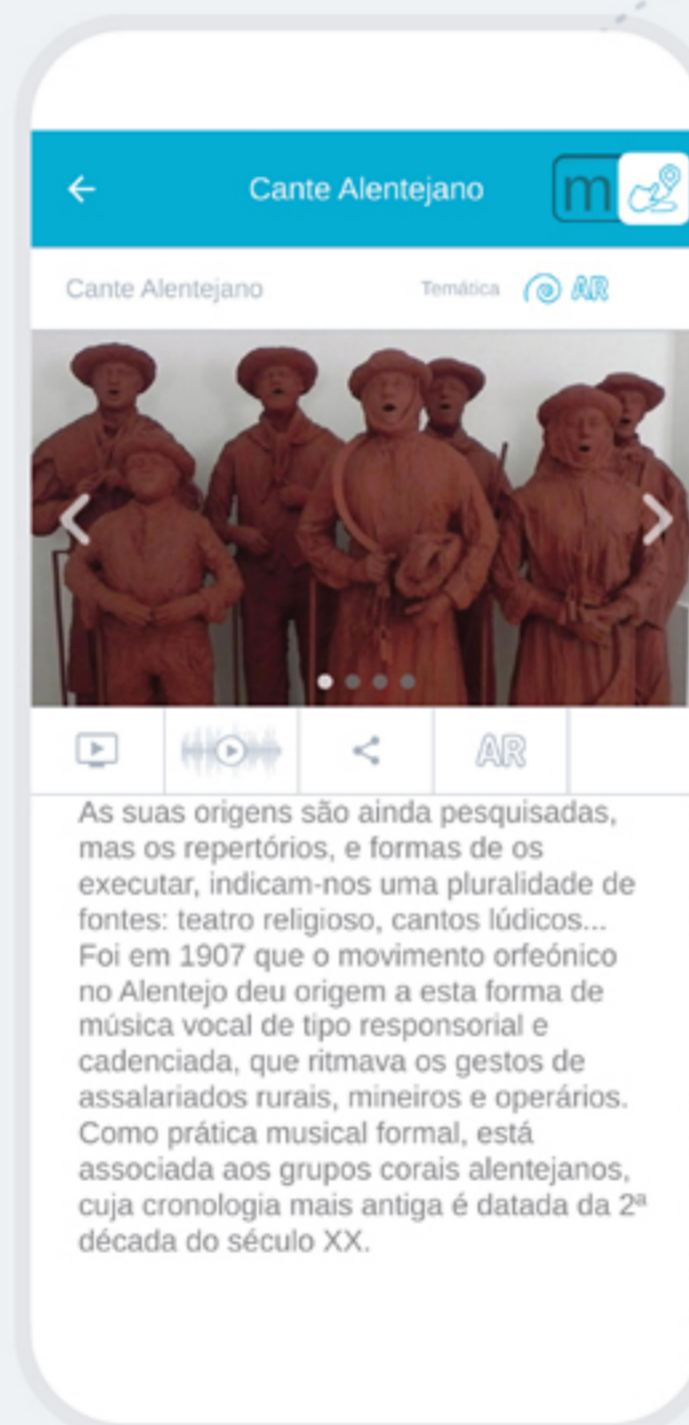 Cante Alentejano
m
Cante Alentejano
Temática
AR
AR
As suas origens são ainda pesquisadas,
mas os repertórios, e formas de os
executar, indicam-nos uma pluralidade de
fontes: teatro religioso, cantos lúdicos...
Foi em 1907 que o movimento orfeónico
no Alentejo deu origem a esta forma de
música vocal de tipo responsorial e
cadenciada, que ritmava os gestos de
assalariados rurais, mineiros e operários.
Como prática musical formal, está
associada aos grupos corais alentejanos,
cuja cronologia mais antiga é datada da 2ª
década do século XX.